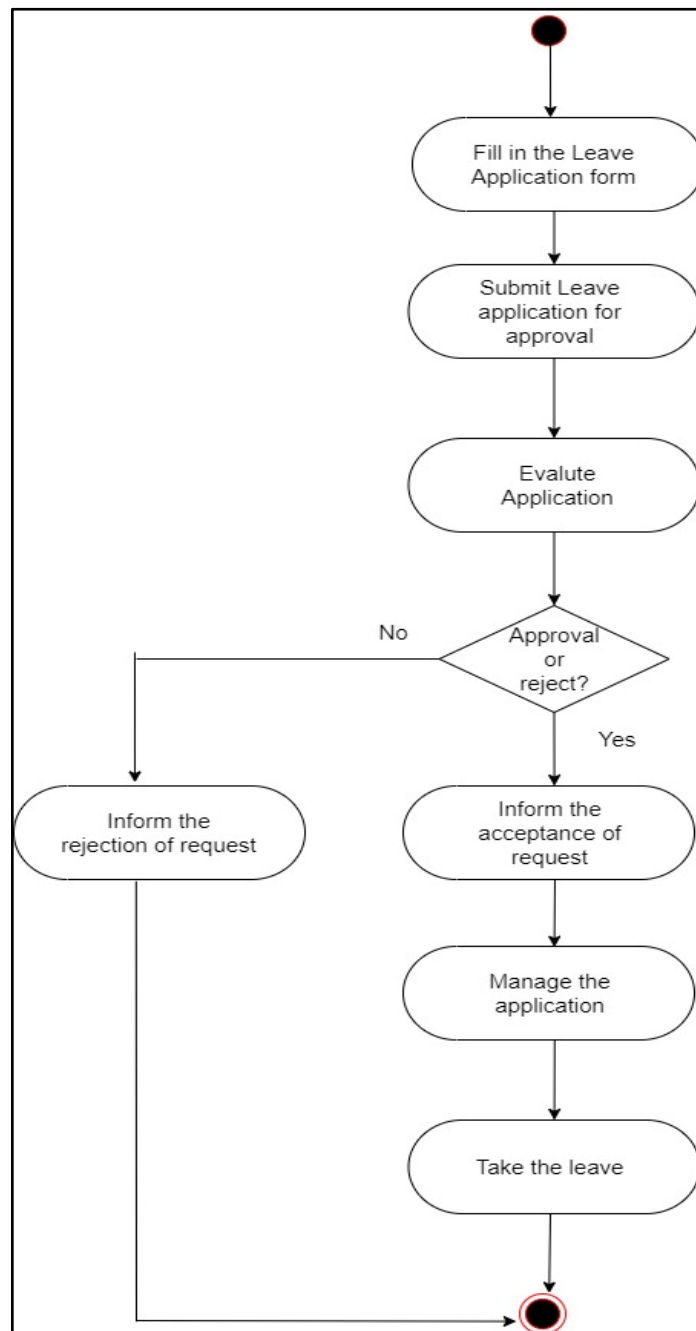 Fill in the Leave
Application form
Submit Leave
application for
approval
Evalute
Application
No
Approval
or
reject?
Yes
Inform the
rejection of request
Inform the
acceptance of
request
Manage the
application
Take the leave